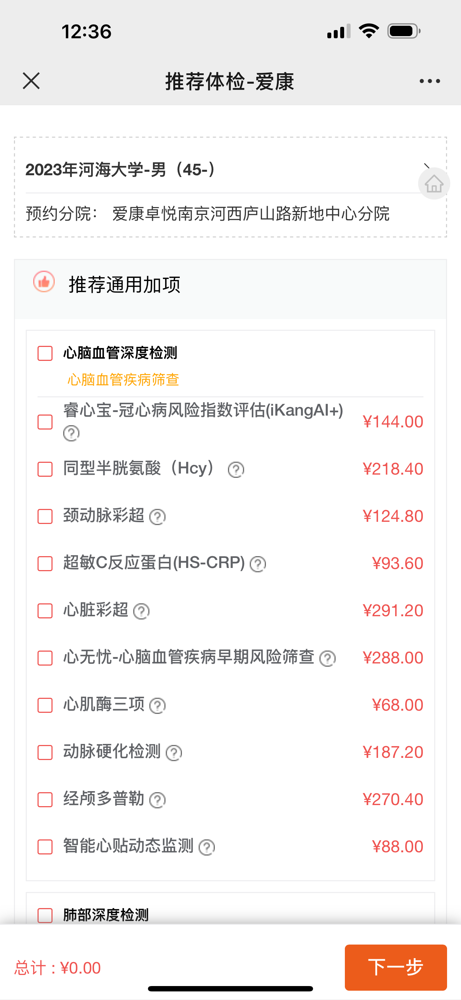 12:36
推荐体检-爱康
2023年河海大学-男（45-）
预约分院： 爱康卓悦南京河西庐山路新地中心分院
推荐通用加项
心脑血管深度检测
心脑血管疾病筛查
睿心宝-冠心病风险指数评估(iKangAI+)
? ¥144.00
同型半胱氨酸（Hcy） ? ¥218.40
颈动脉彩超 ? ¥124.80
超敏C反应蛋白(HS-CRP) ? ¥93.60
心脏彩超 ? ¥291.20
心无忧-心脑血管疾病早期风险筛查 ? ¥288.00
心肌酶三项 ? ¥68.00
动脉硬化检测 ? ¥187.20
经颅多普勒 ? ¥270.40
智能心贴动态监测 ? ¥88.00
肺部深度检测
总计：¥0.00
下一步